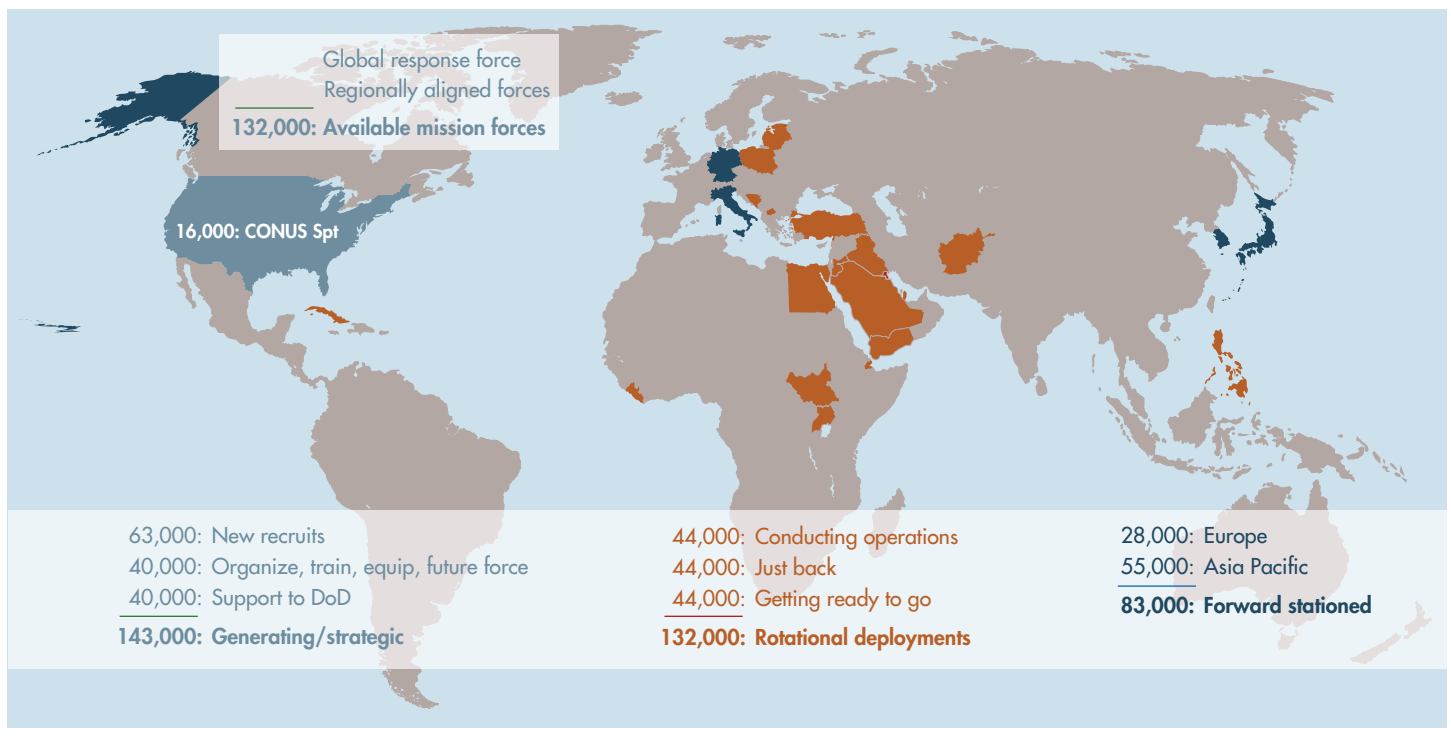 Global response force
Regionally aligned forces
132,000: Available mission forces
16,000: CONUS Spt
63,000: New recruits
40,000: Organize, train, equip, future force
40,000: Support to DoD
143,000: Generating/strategic
44,000: Conducting operations
44,000: Just back
44,000: Getting ready to go
132,000: Rotational deployments
28,000: Europe
55,000: Asia Pacific
83,000: Forward stationed